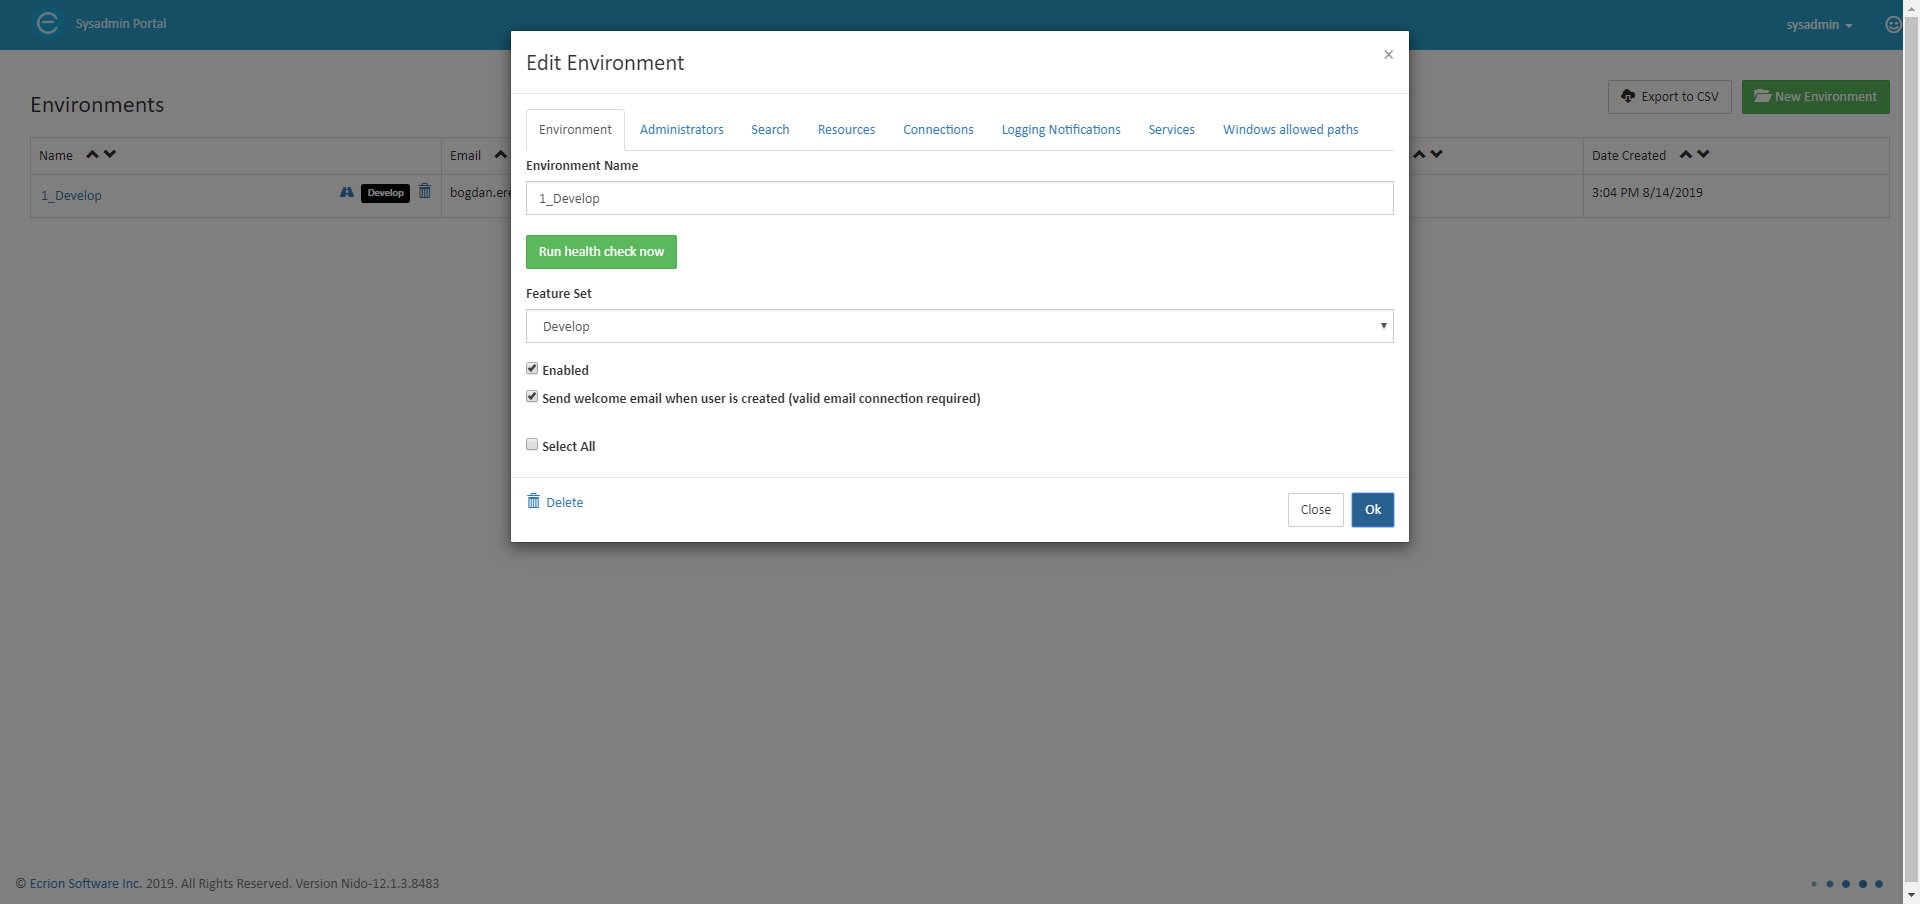 Sysadmin Portal
sysadmin
Edit Environment
×
Environments
Export to CSV
New Environment
Environment Administrators Search Resources Connections Logging Notifications Services Windows allowed paths
Name Email Date Created
1_Develop Develop bogdan.ere 3:04 PM 8/14/2019
Environment Name
1_Develop
Run health check now
Feature Set
Develop
Enabled
Send welcome email when user is created (valid email connection required)
Select All
Delete
Close
Ok
© Ecrion Software Inc. 2019. All Rights Reserved. Version Nido-12.1.3.8483